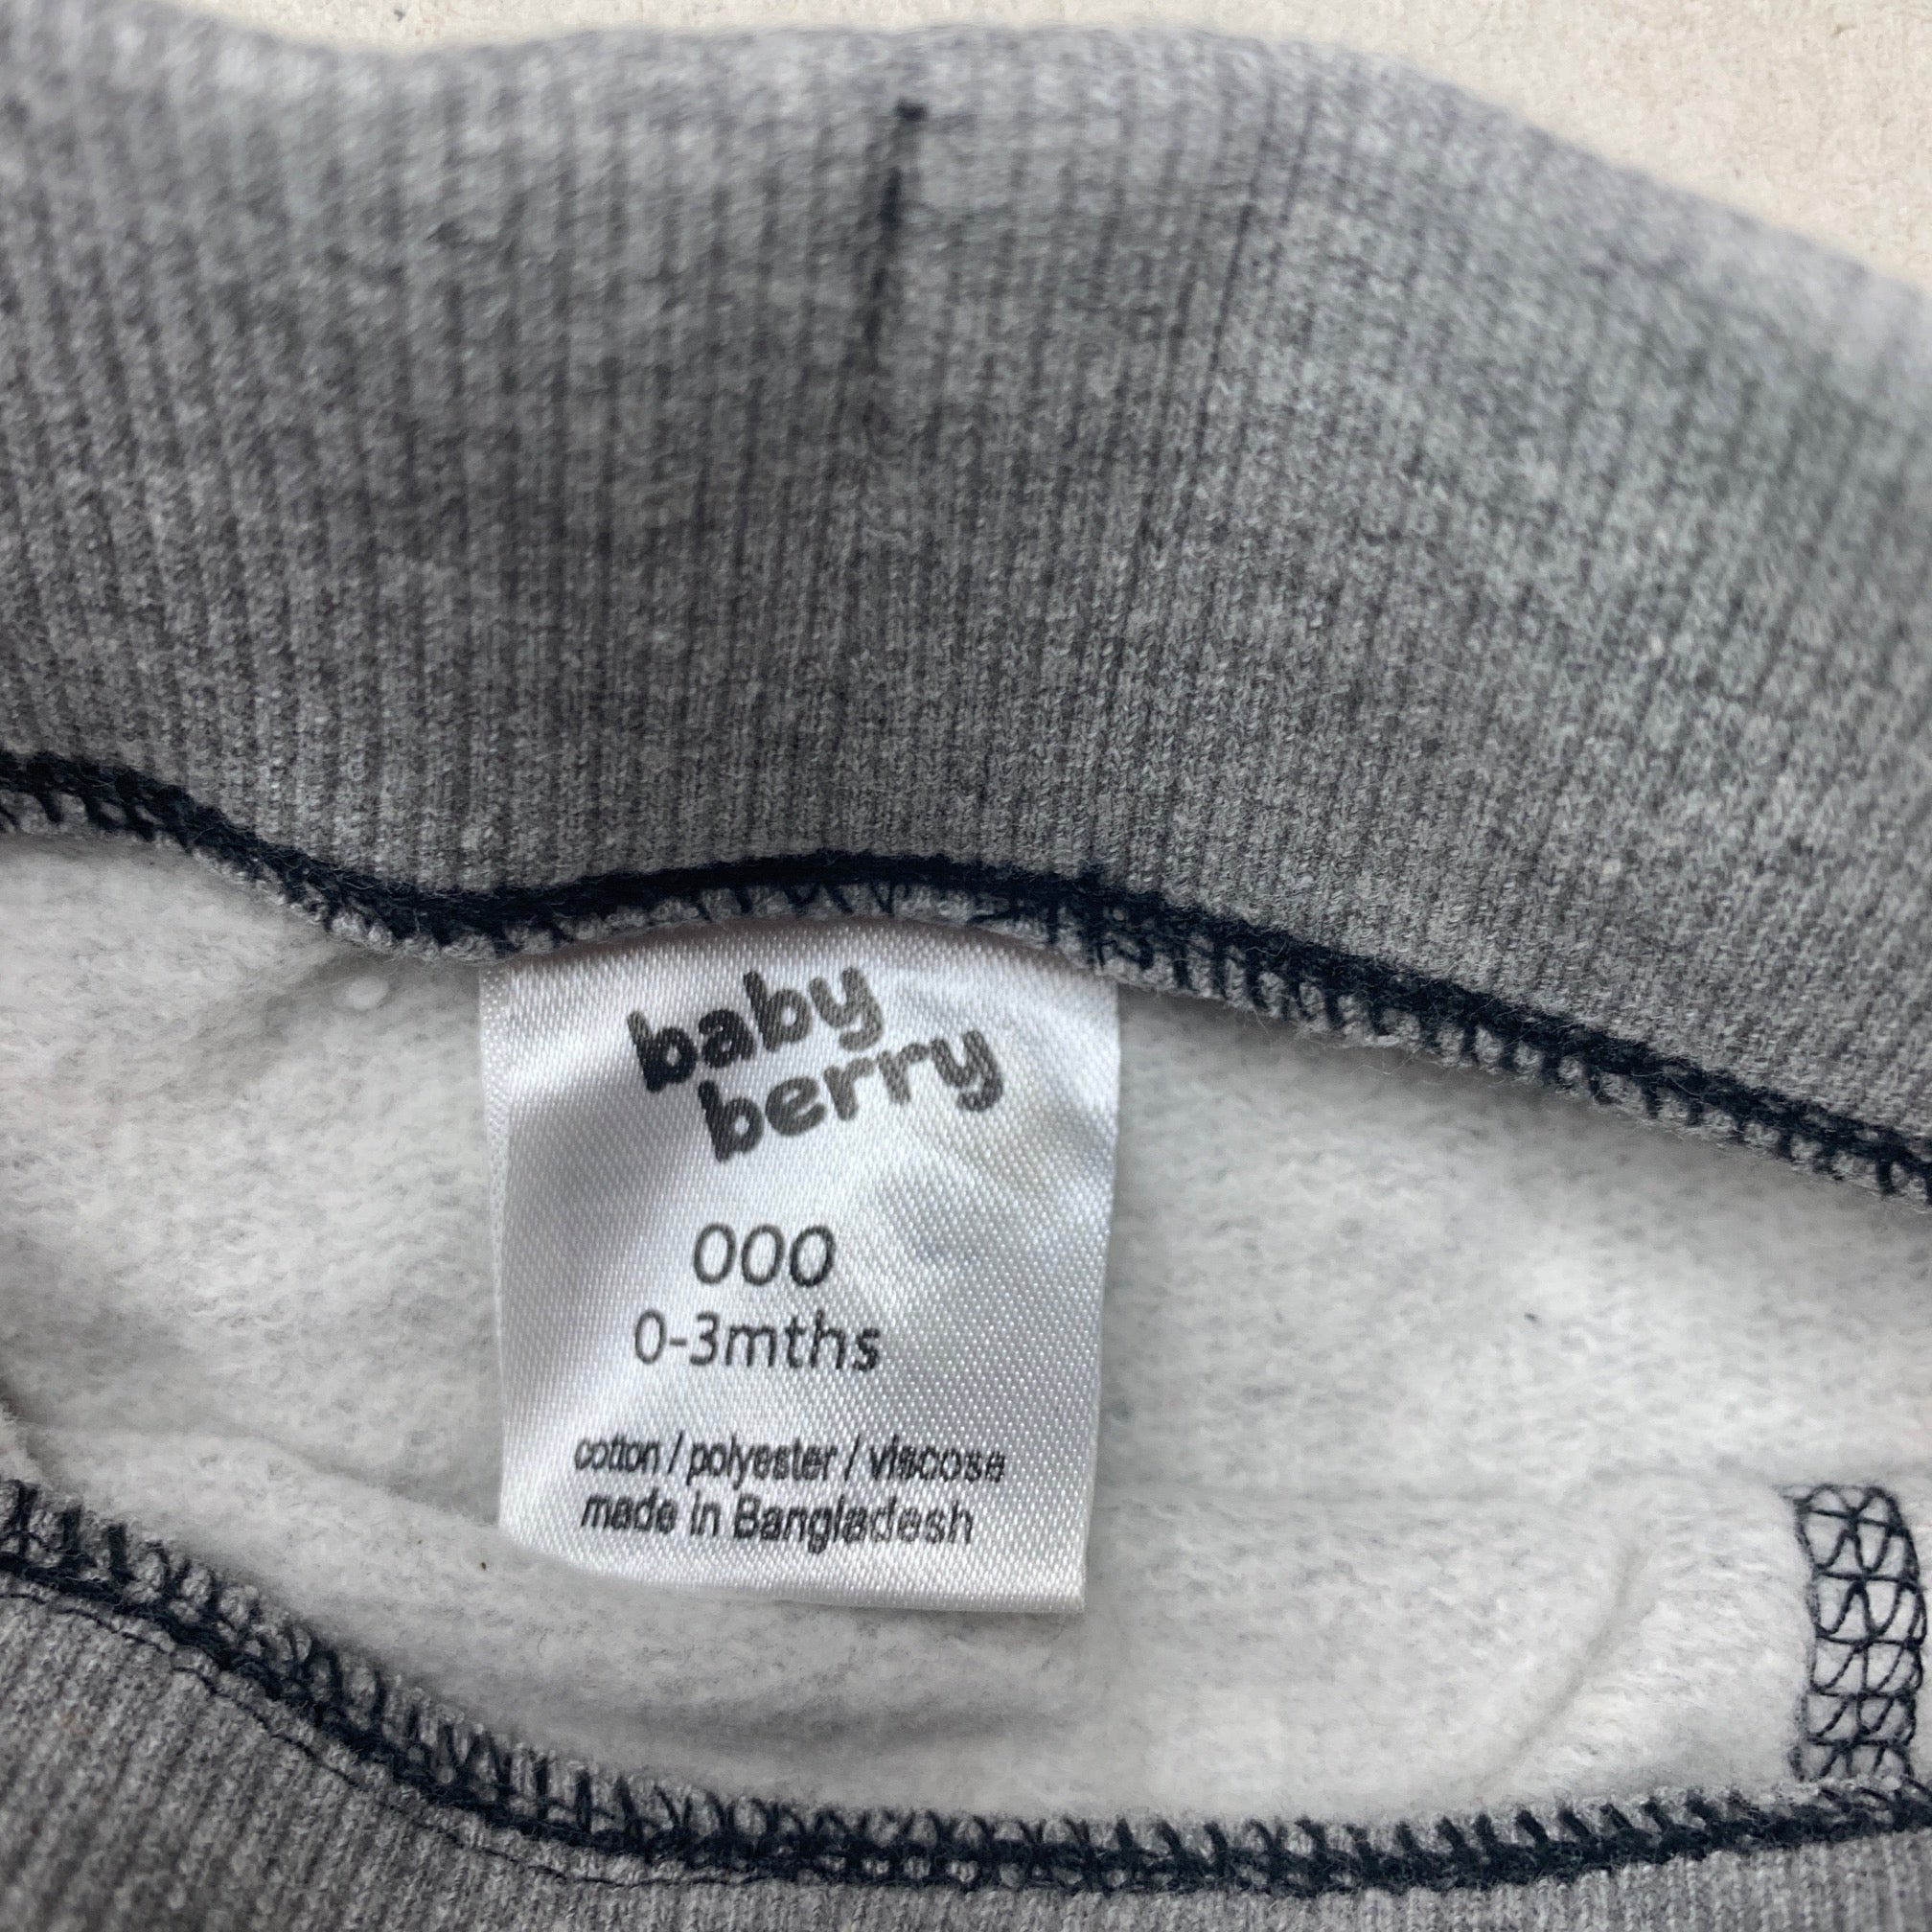 baby
berry
000
0-3mths
cotton / polyester / viscose
made in Bangladesh